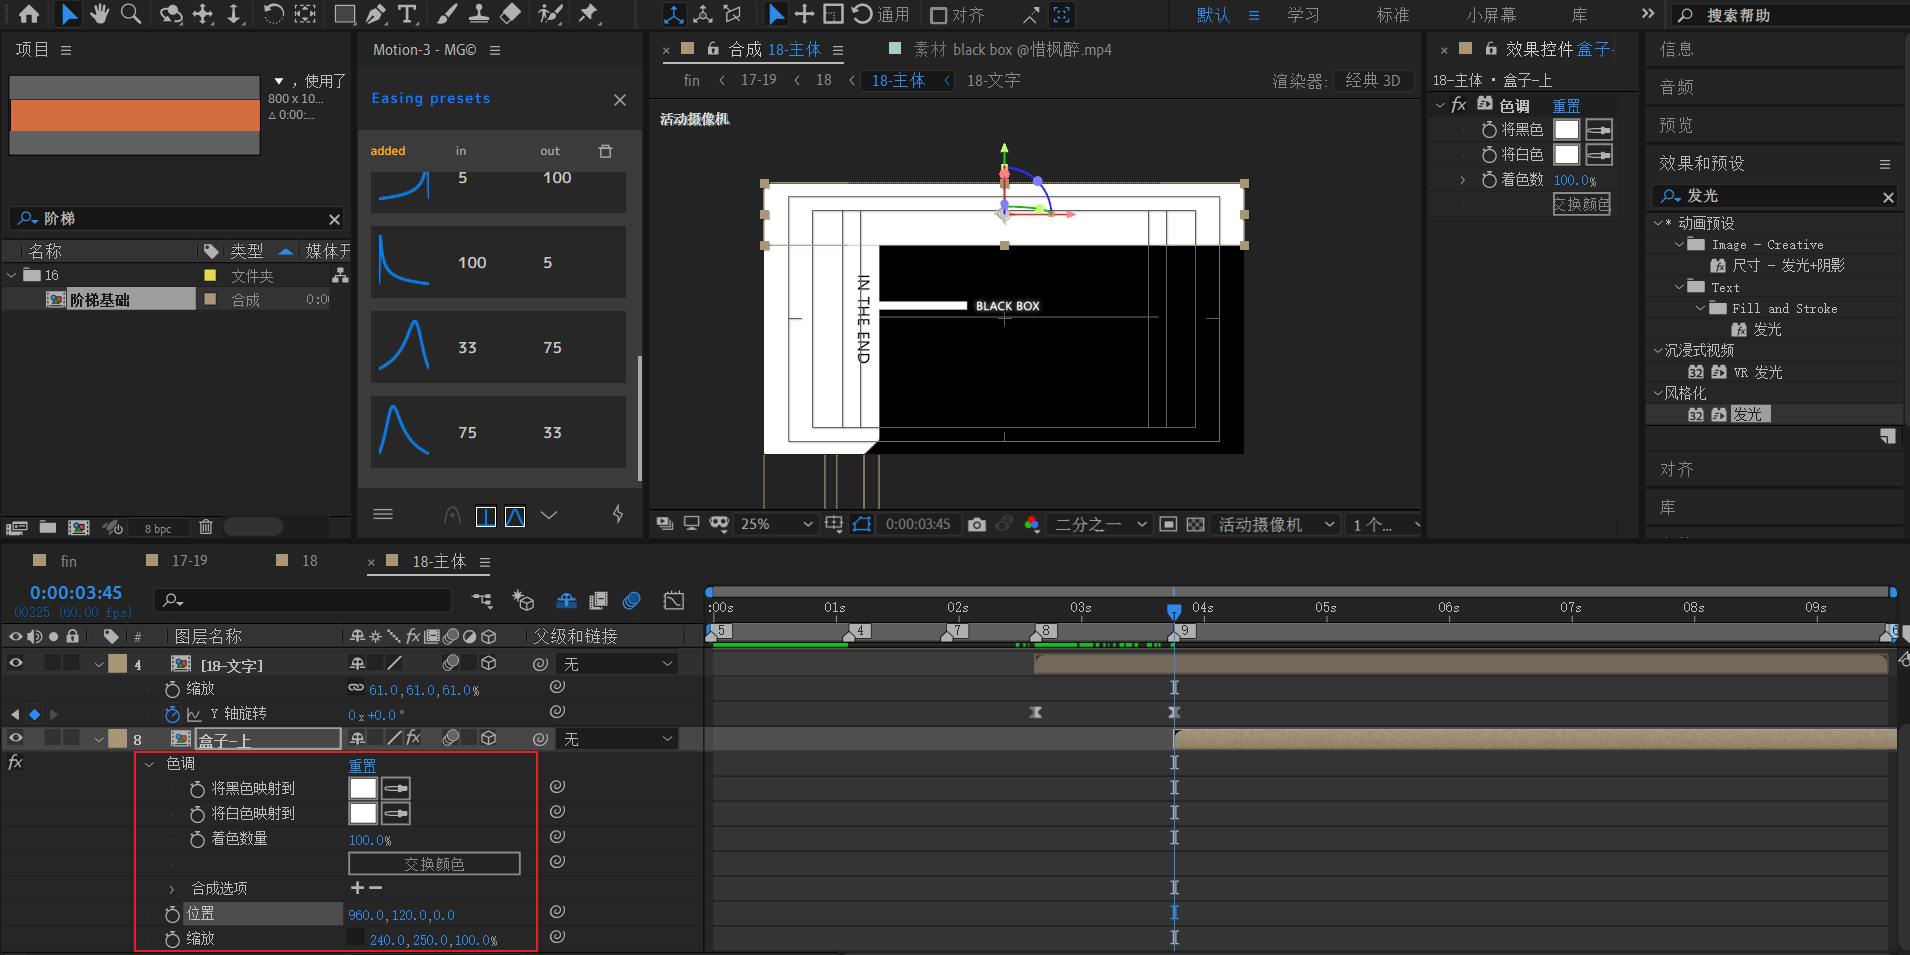 通用
对齐
默认
学习
标准
小屏幕
库
搜索帮助
项目
, 使用了
800 x 10...
△ 0:00:...
阶梯
名称
类型
媒体开
16
文件夹
阶梯基础
合成
0:00
8 bpc
Motion-3 - MG©
Easing presets
added
in
out
5
100
100
5
33
75
75
33
合成 18-主体
素材 black box @惜枫醉.mp4
fin
17-19
18
18-主体
18-文字
渲染器:
经典 3D
活动摄像机
IN THE END
BLACK BOX
25%
0:00:03:45
二分之一
活动摄像机
1 个...
效果控件 盒子-
18-主体 • 盒子-上
fx 色调
重置
将黑色
将白色
着色数
100.0%
交换颜色
信息
音频
预览
效果和预设
发光
* 动画预设
Image - Creative
尺寸 - 发光+阴影
Text
Fill and Stroke
发光
沉浸式视频
32
VR 发光
风格化
32
发光
对齐
库
fin
17-19
18
18-主体
0:00:03:45
00225 (60.00 fps)
:00s
01s
02s
03s
04s
05s
06s
07s
08s
09s
5
4
7
8
9
6
#
图层名称
fx
父级和链接
4
[18-文字]
无
缩放
61.0,61.0,61.0%
Y 轴旋转
0x+0.0°
8
盒子-上
fx
无
fx
色调
重置
将黑色映射到
将白色映射到
着色数量
100.0%
交换颜色
合成选项
位置
960.0,120.0,0.0
缩放
240.0,250.0,100.0%